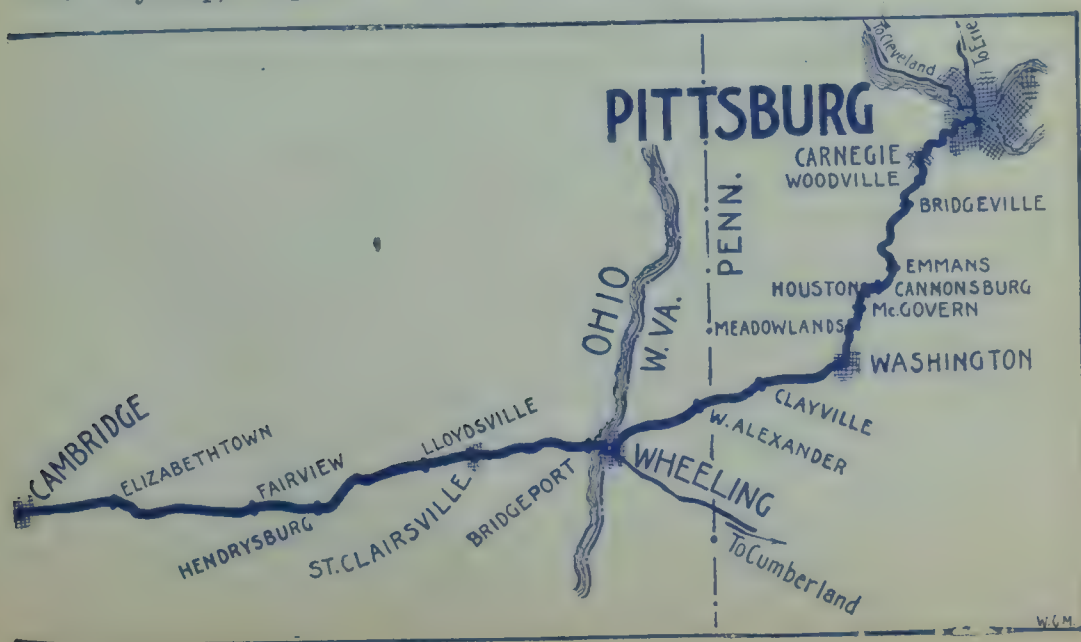 To Cleveland
To Erie
PITTSBURG
CARNEGIE
WOODVILLE
BRIDGEVILLE
PENN.
EMMANS
HOUSTON
CANNONSBURG
Mc.GOVERN
MEADOWLANDS
OHIO
W.VA.
WASHINGTON
CLAYVILLE
W.ALEXANDER
CAMBRIDGE
ELIZABETHTOWN
FAIRVIEW
HENDRYSBURG
LLOYDSVILLE
ST.CLAIRSVILLE
BRIDGEPORT
WHEELING
To Cumberland
W.G.M.